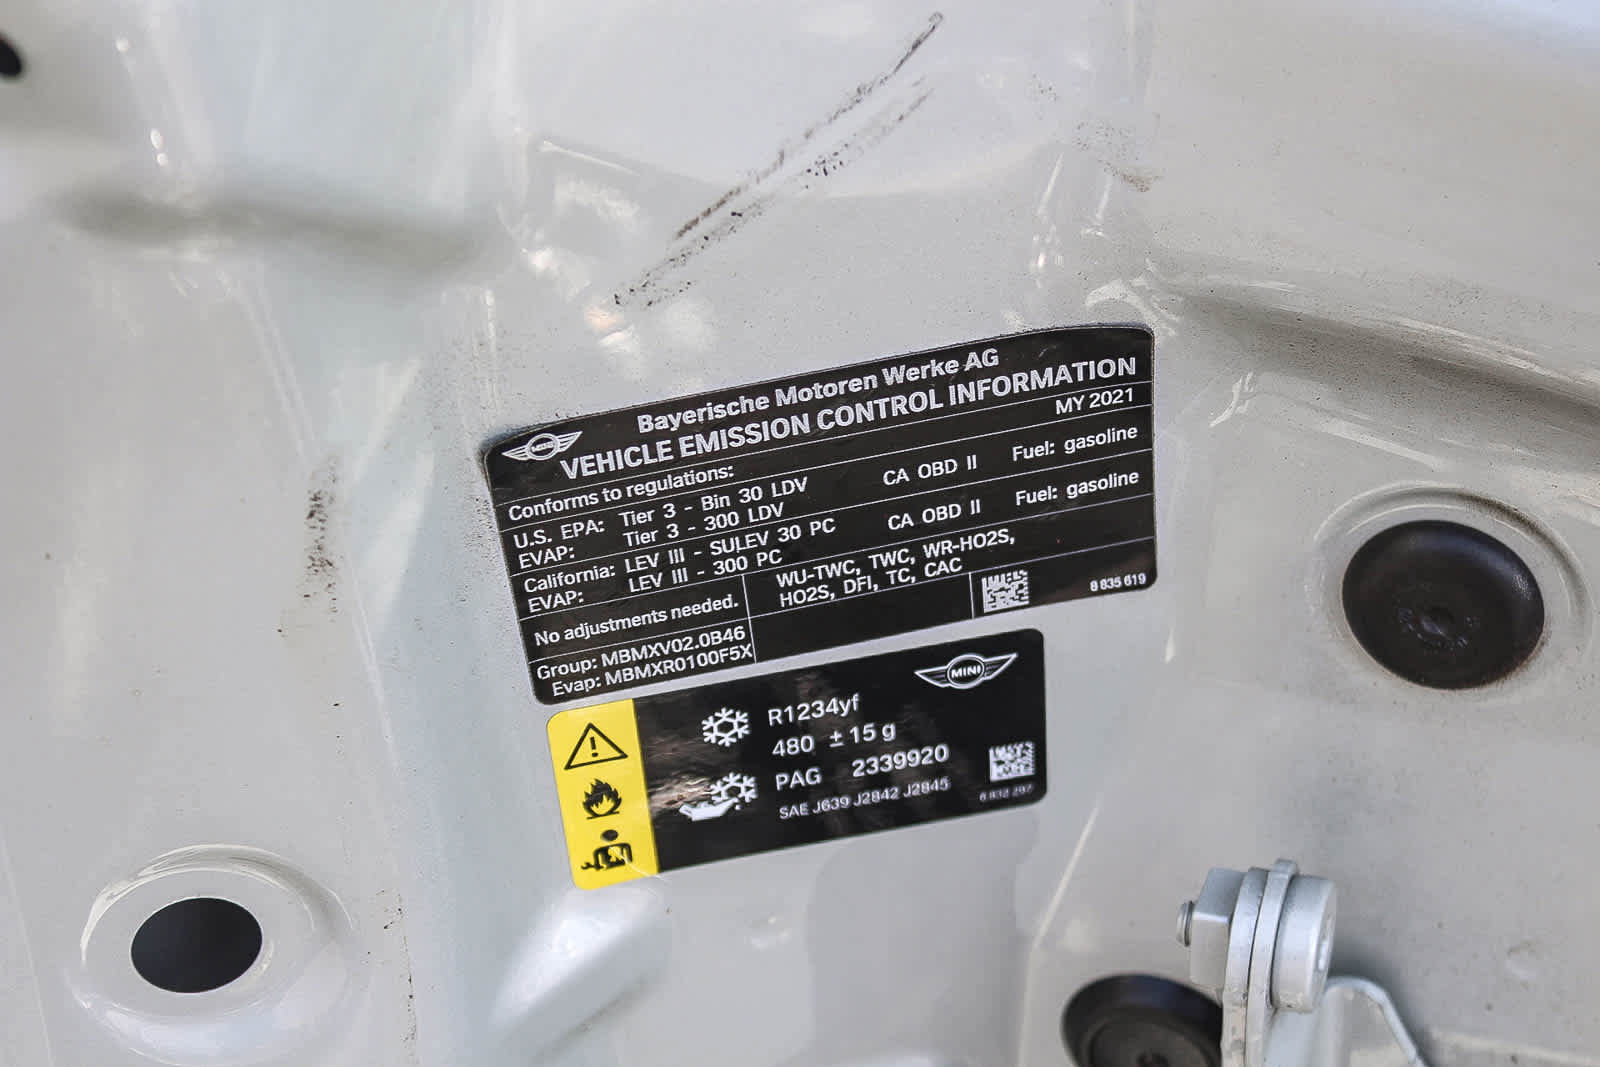 MINI
Bayerische Motoren Werke AG
VEHICLE EMISSION CONTROL INFORMATION
Conforms to regulations: MY 2021
U.S. EPA: Tier 3 - Bin 30 LDV CA OBD II Fuel: gasoline
EVAP: Tier 3 - 300 LDV
California: LEV III - SULEV 30 PC CA OBD II Fuel: gasoline
EVAP: LEV III - 300 PC
No adjustments needed. WU-TWC, TWC, WR-HO2S,
HO2S, DFI, TC, CAC
Group: MBMXV02.0B46
Evap: MBMXR0100F5X
8 835 619
MINI
R1234yf
480 ± 15 g
PAG 2339920
SAE J639 J2842 J2845